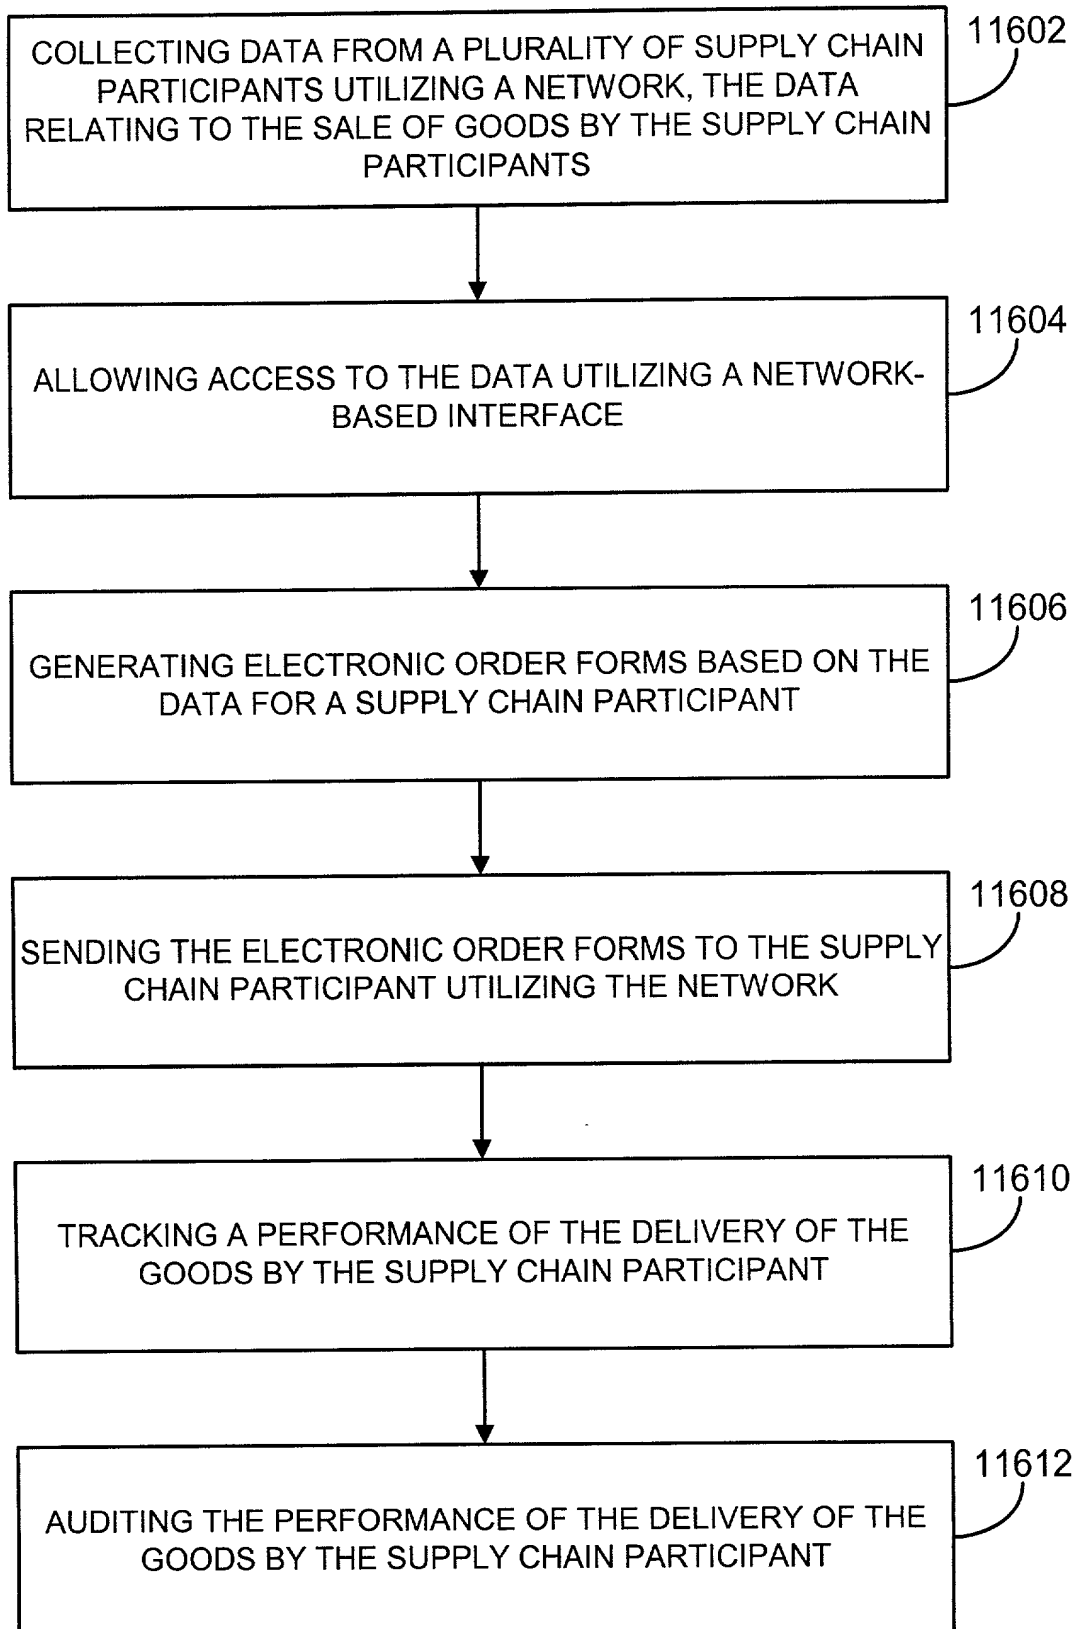 11602
COLLECTING DATA FROM A PLURALITY OF SUPPLY CHAIN
PARTICIPANTS UTILIZING A NETWORK, THE DATA
RELATING TO THE SALE OF GOODS BY THE SUPPLY CHAIN
PARTICIPANTS
11604
ALLOWING ACCESS TO THE DATA UTILIZING A NETWORK-
BASED INTERFACE
11606
GENERATING ELECTRONIC ORDER FORMS BASED ON THE
DATA FOR A SUPPLY CHAIN PARTICIPANT
11608
SENDING THE ELECTRONIC ORDER FORMS TO THE SUPPLY
CHAIN PARTICIPANT UTILIZING THE NETWORK
11610
TRACKING A PERFORMANCE OF THE DELIVERY OF THE
GOODS BY THE SUPPLY CHAIN PARTICIPANT
11612
AUDITING THE PERFORMANCE OF THE DELIVERY OF THE
GOODS BY THE SUPPLY CHAIN PARTICIPANT